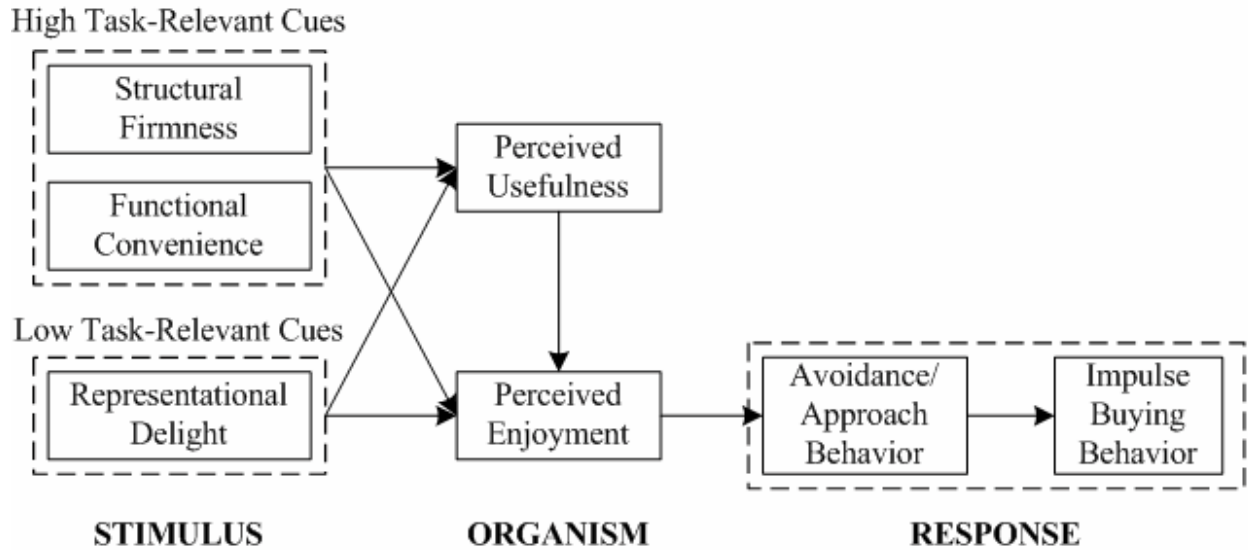 High Task-Relevant Cues
Structural
Firmness
Functional
Convenience
Low Task-Relevant Cues
Representational
Delight
Perceived
Usefulness
Perceived
Enjoyment
Avoidance/
Approach
Behavior
Impulse
Buying
Behavior
STIMULUS
ORGANISM
RESPONSE